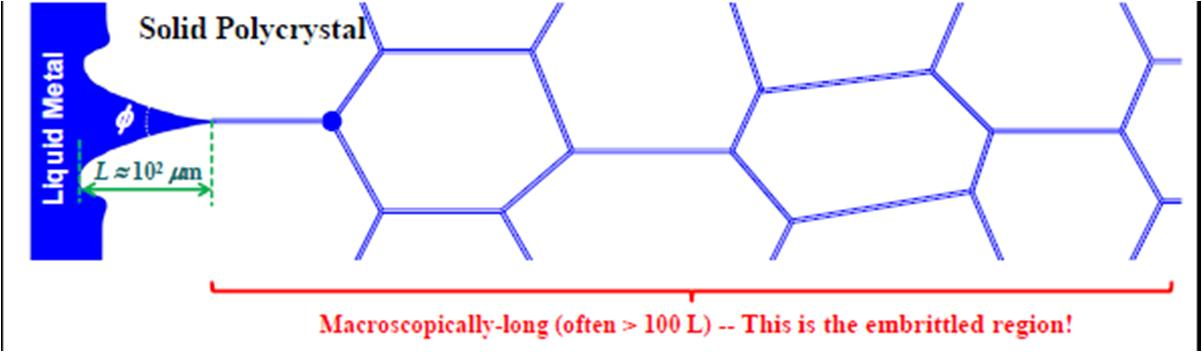 Solid Polycrystal
Liquid Metal
ϕ
L ≈ 10² μm
Macroscopically-long (often > 100 L) -- This is the embrittled region!